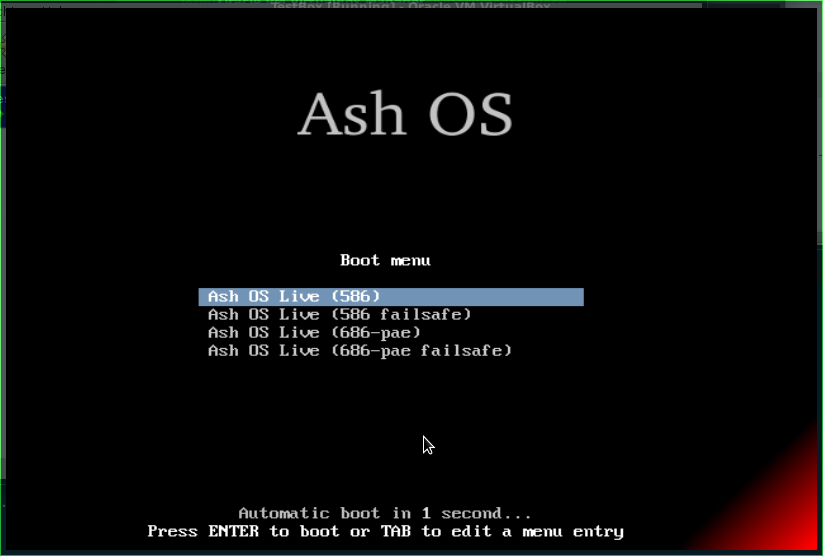 TestBox [Running] - Oracle VM VirtualBox
Ash OS
Boot menu
Ash OS Live (586)
Ash OS Live (586 failsafe)
Ash OS Live (686-pae)
Ash OS Live (686-pae failsafe)
Automatic boot in 1 second...
Press ENTER to boot or TAB to edit a menu entry